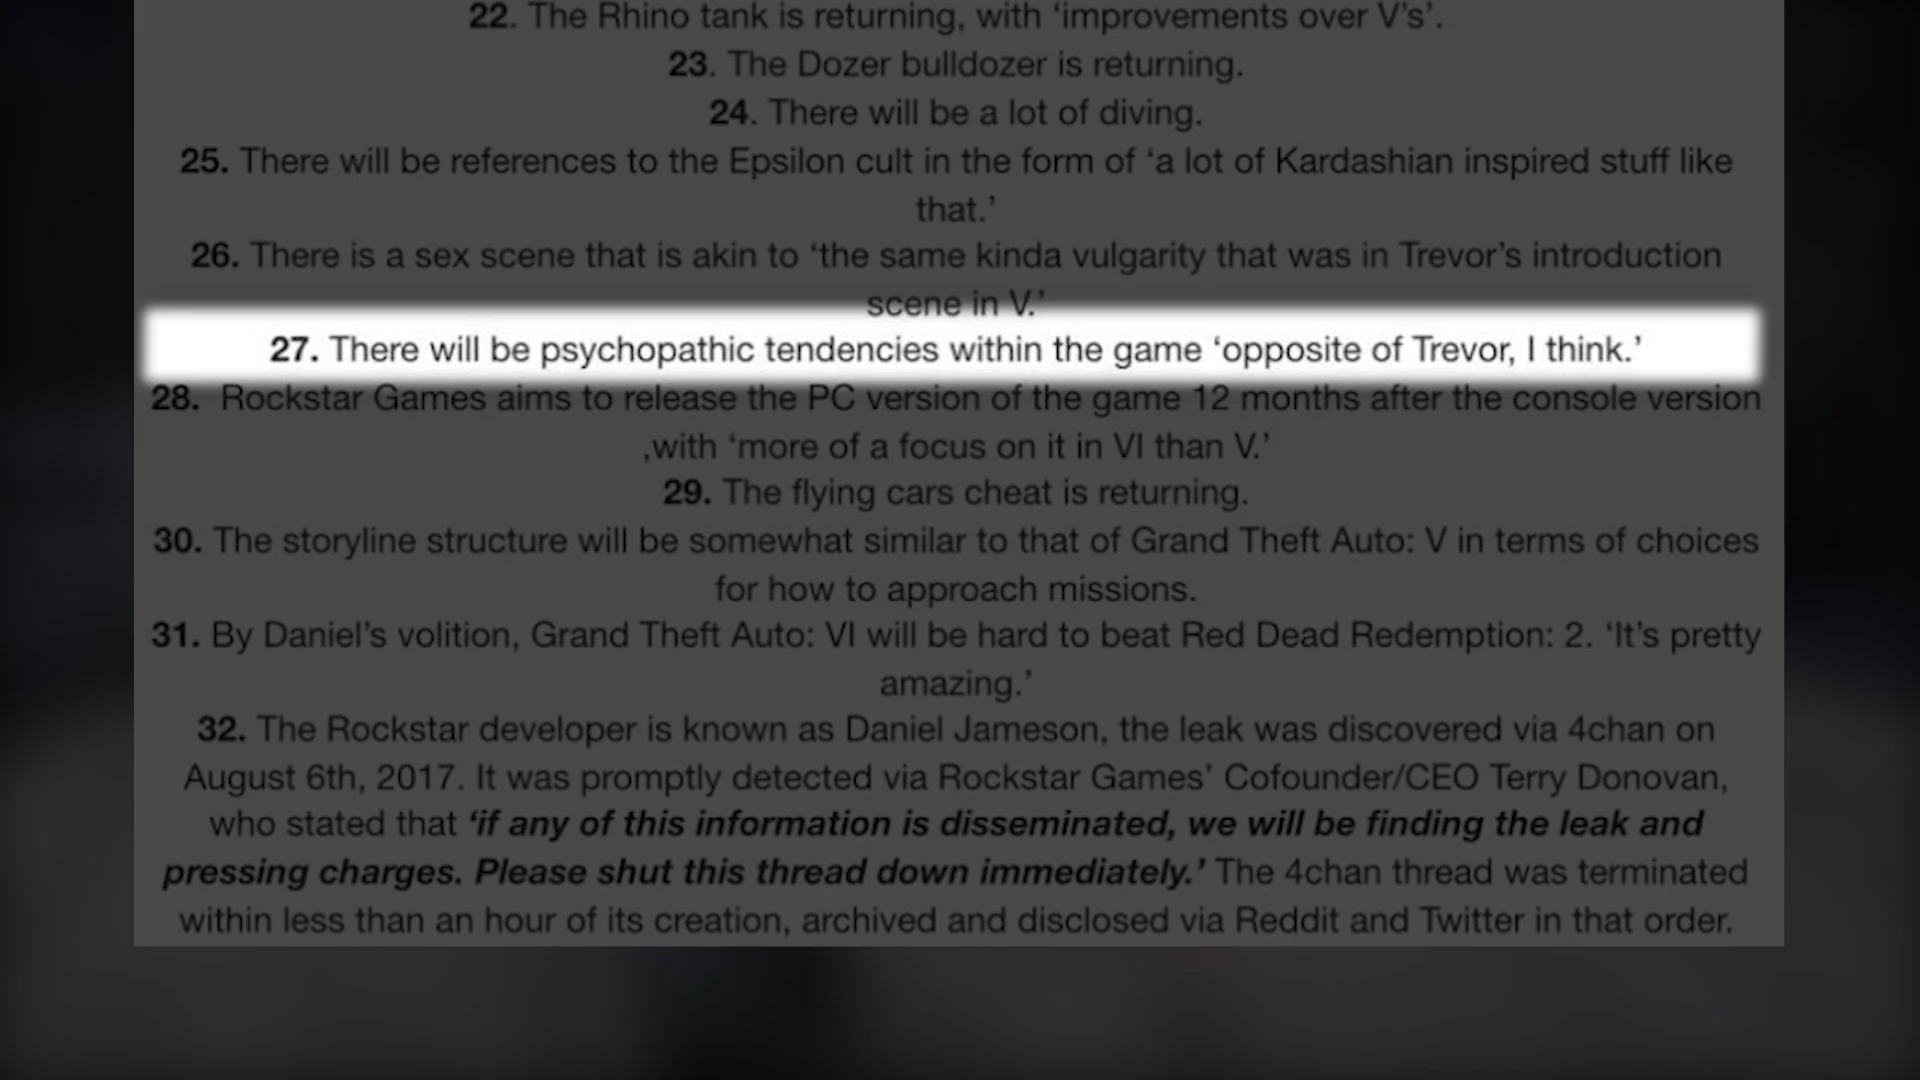 22. The Rhino tank is returning, with ‘improvements over V’s’.
23. The Dozer bulldozer is returning.
24. There will be a lot of diving.
25. There will be references to the Epsilon cult in the form of ‘a lot of Kardashian inspired stuff like
that.’
26. There is a sex scene that is akin to ‘the same kinda vulgarity that was in Trevor’s introduction
scene in V.’
27. There will be psychopathic tendencies within the game ‘opposite of Trevor, I think.’
28. Rockstar Games aims to release the PC version of the game 12 months after the console version
,with ‘more of a focus on it in VI than V.’
29. The flying cars cheat is returning.
30. The storyline structure will be somewhat similar to that of Grand Theft Auto: V in terms of choices
for how to approach missions.
31. By Daniel’s volition, Grand Theft Auto: VI will be hard to beat Red Dead Redemption: 2. ‘It’s pretty
amazing.’
32. The Rockstar developer is known as Daniel Jameson, the leak was discovered via 4chan on
August 6th, 2017. It was promptly detected via Rockstar Games’ Cofounder/CEO Terry Donovan,
who stated that ‘if any of this information is disseminated, we will be finding the leak and
pressing charges. Please shut this thread down immediately.’ The 4chan thread was terminated
within less than an hour of its creation, archived and disclosed via Reddit and Twitter in that order.